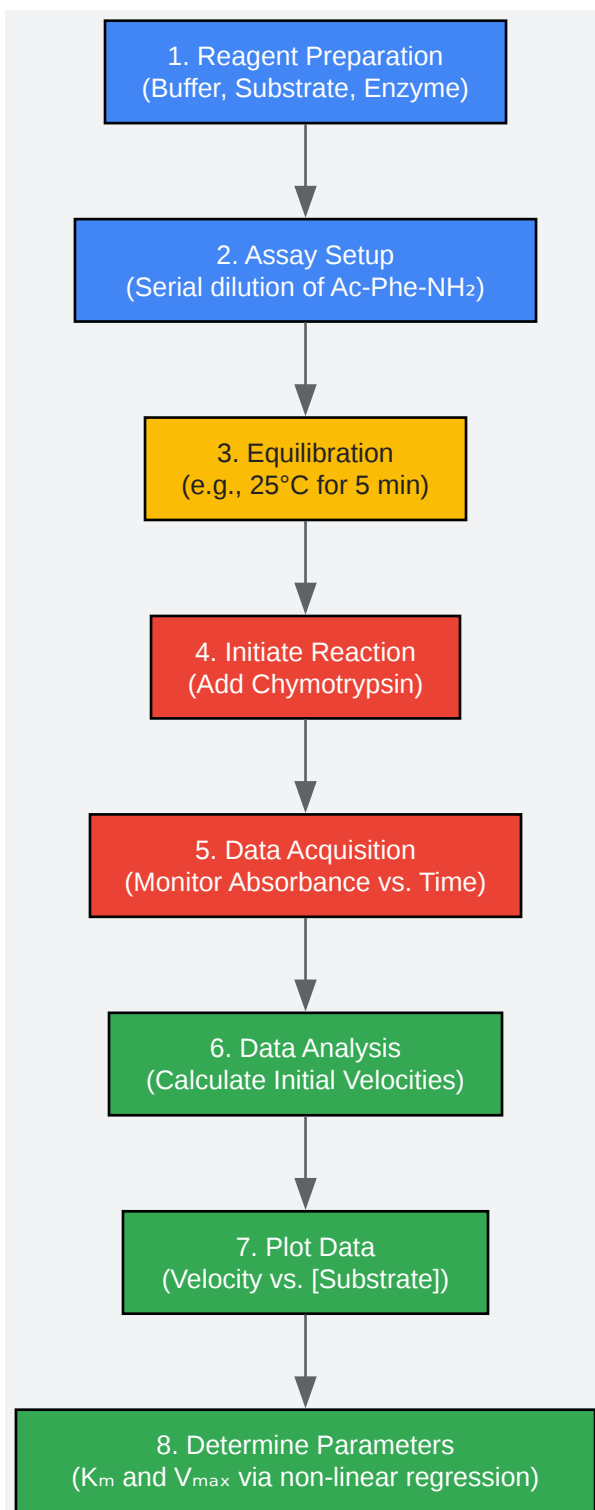 1. Reagent Preparation
(Buffer, Substrate, Enzyme)
2. Assay Setup
(Serial dilution of Ac-Phe-NH₂)
3. Equilibration
(e.g., 25°C for 5 min)
4. Initiate Reaction
(Add Chymotrypsin)
5. Data Acquisition
(Monitor Absorbance vs. Time)
6. Data Analysis
(Calculate Initial Velocities)
7. Plot Data
(Velocity vs. [Substrate])
8. Determine Parameters
(Kₘ and Vₘₐₓ via non-linear regression)